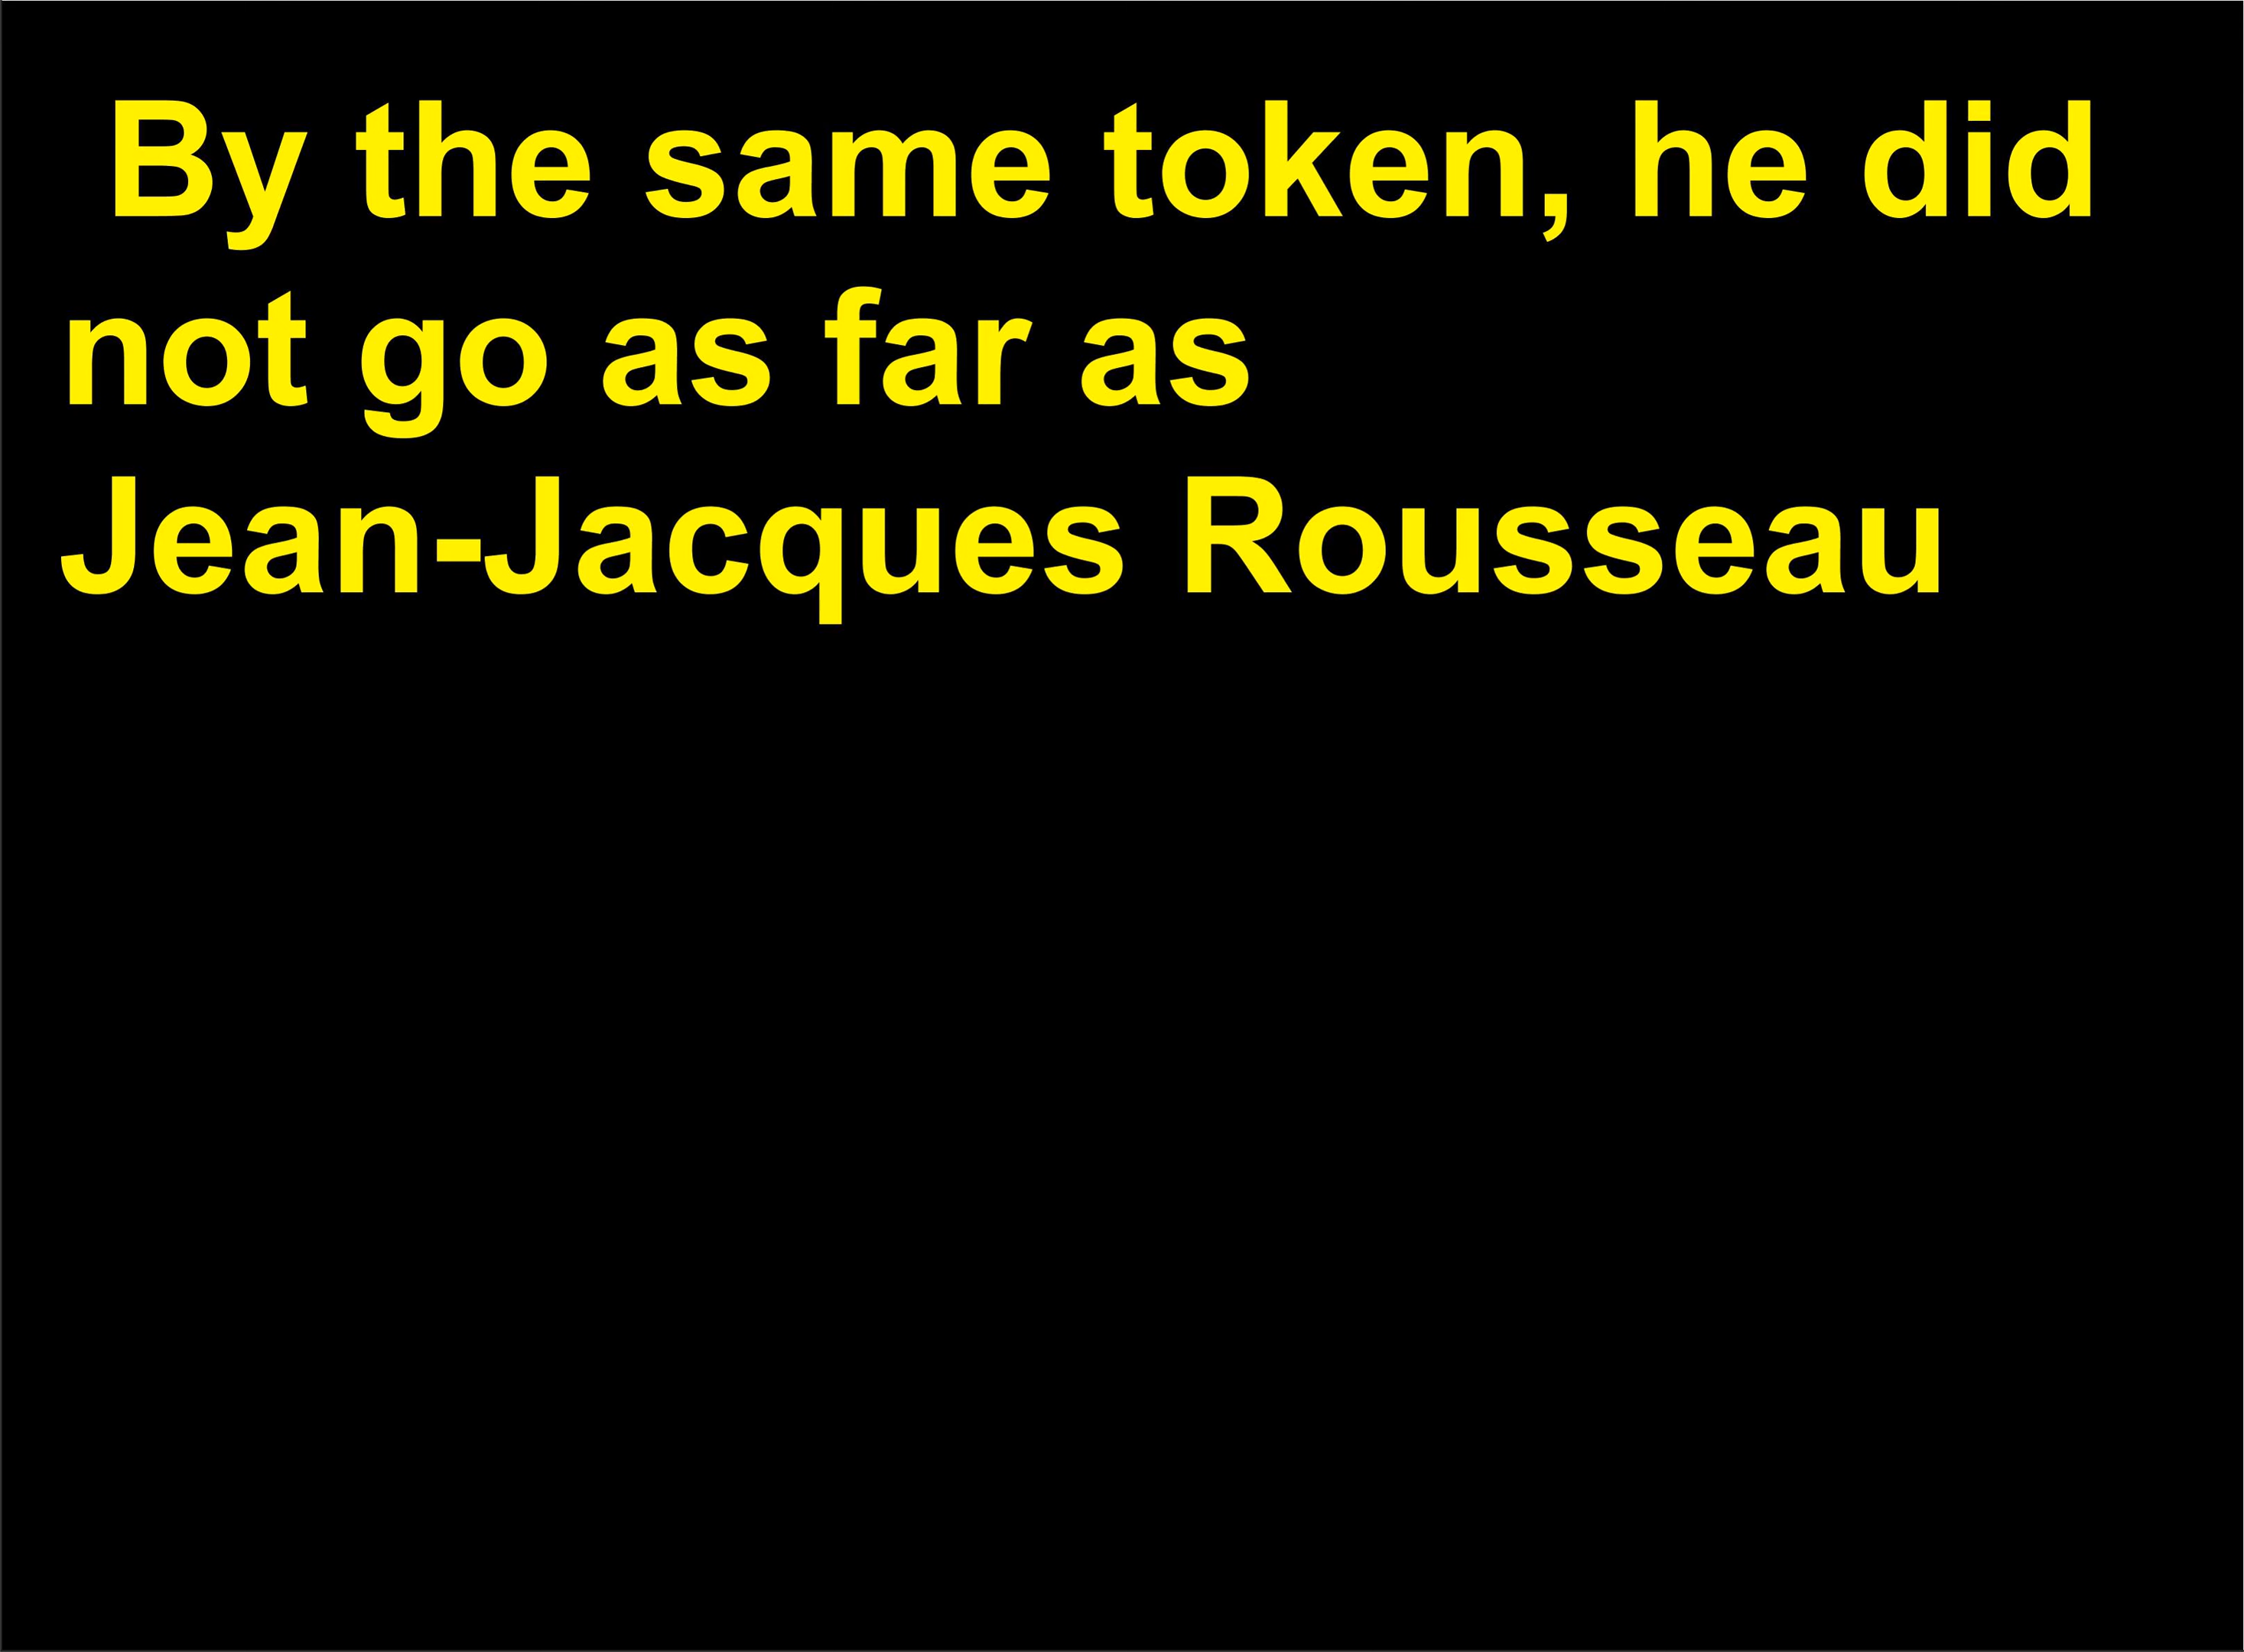 By the same token, he did
not go as far as
Jean-Jacques Rousseau